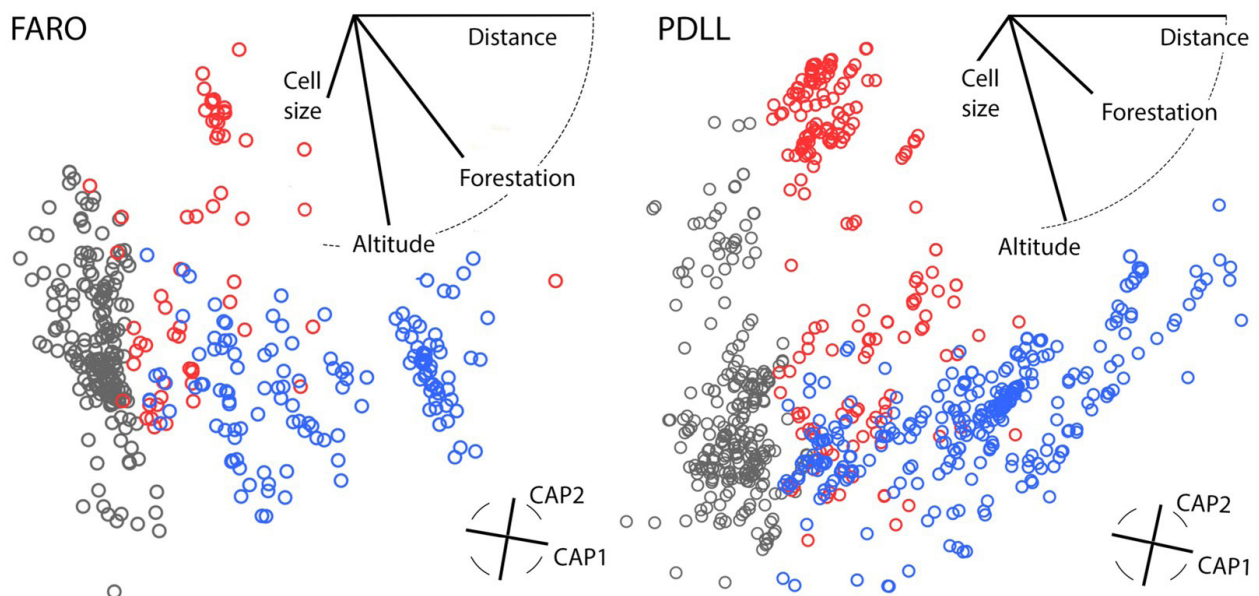 FARO
Distance
Cell
size
Forestation
Altitude
CAP2
CAP1
PDLL
Distance
Cell
size
Forestation
Altitude
CAP2
CAP1